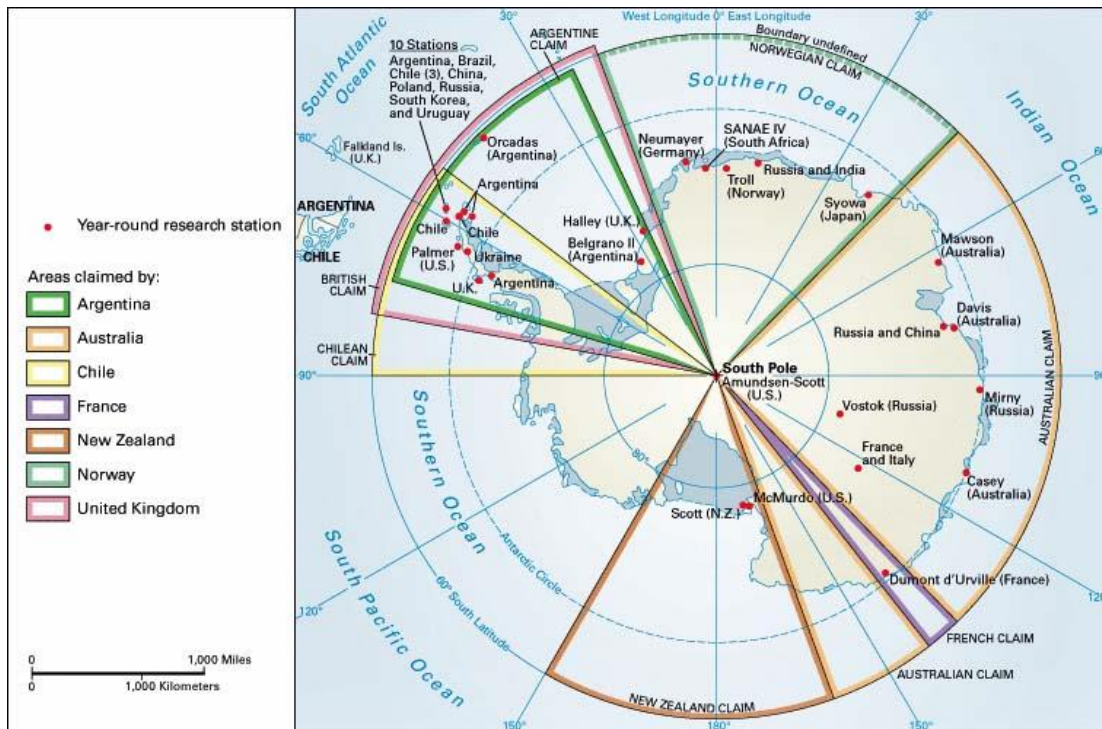 West Longitude 0° East Longitude
30°
30°
South Atlantic
Ocean
10 Stations
Argentina, Brazil,
Chile (3), China,
Poland, Russia,
South Korea,
and Uruguay
ARGENTINE
CLAIM
Boundary undefined
NORWEGIAN CLAIM
Southern Ocean
Indian Ocean
60°
60°
Falkland Is.
(U.K.)
Orcadas
(Argentina)
Neumayer
(Germany)
SANAE IV
(South Africa)
Troll
(Norway)
Russia and India
Syowa
(Japan)
ARGENTINA
CHILE
Argentina
Chile
Chile
Palmer
(U.S.)
Ukraine
U.K.
Argentina
Halley (U.K.)
Belgrano II
(Argentina)
Mawson
(Australia)
Davis
(Australia)
Russia and China
BRITISH
CLAIM
CHILEAN
CLAIM
90°
South Pole
Amundsen-Scott
(U.S.)
Vostok (Russia)
Mirny
(Russia)
90
AUSTRALIAN CLAIM
France
and Italy
Casey
(Australia)
80°
McMurdo (U.S.)
Scott (N.Z.)
Southern Ocean
Antarctic Circle
60° South Latitude
South Pacific Ocean
Dumont d'Urville (France)
120°
120
FRENCH CLAIM
AUSTRALIAN CLAIM
NEW ZEALAND CLAIM
150°
180°
150°
Year-round research station
Areas claimed by:
Argentina
Australia
Chile
France
New Zealand
Norway
United Kingdom
0 1,000 Miles
0 1,000 Kilometers